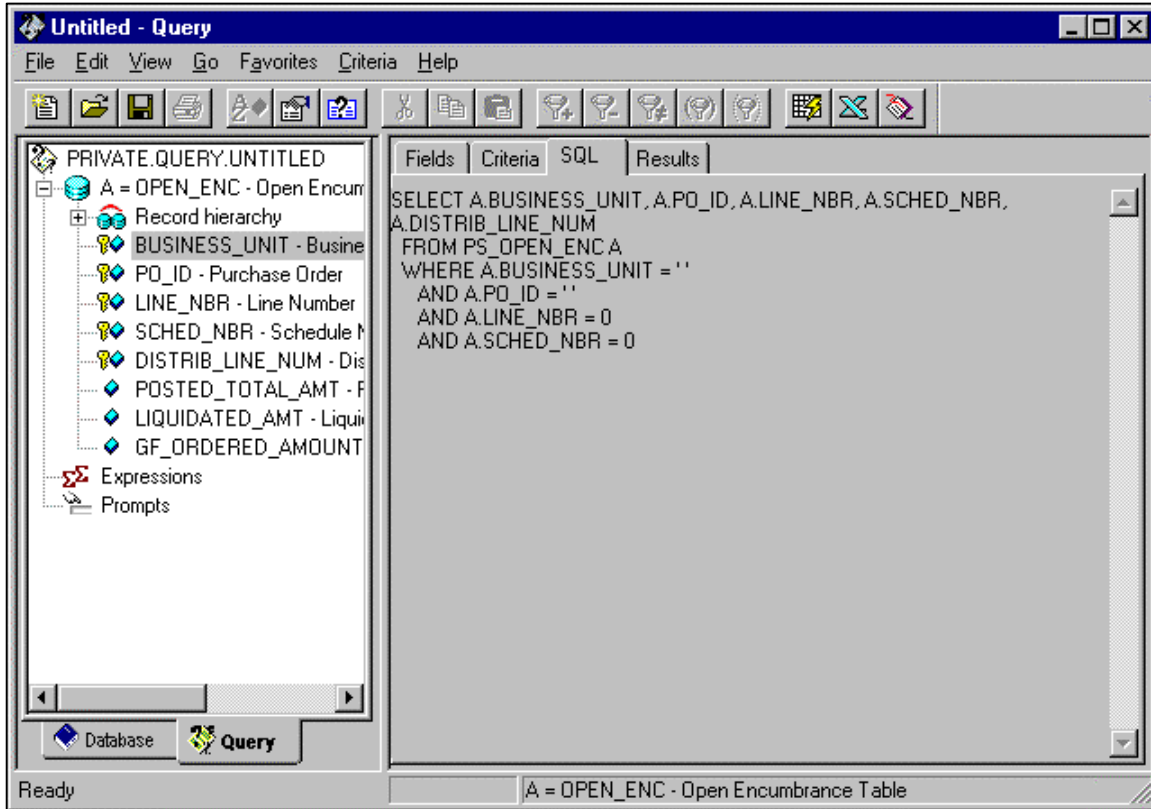 Untitled - Query
File Edit View Go Favorites Criteria Help
PRIVATE.QUERY.UNTITLED
A = OPEN_ENC - Open Encum
Record hierarchy
BUSINESS_UNIT - Busine
PO_ID - Purchase Order
LINE_NBR - Line Number
SCHED_NBR - Schedule N
DISTRIB_LINE_NUM - Dis
POSTED_TOTAL_AMT - P
LIQUIDATED_AMT - Liqui
GF_ORDERED_AMOUNT
Expressions
Prompts
Database Query
Fields Criteria SQL Results
SELECT A.BUSINESS_UNIT, A.PO_ID, A.LINE_NBR, A.SCHED_NBR,
A.DISTRIB_LINE_NUM
FROM PS_OPEN_ENC A
WHERE A.BUSINESS_UNIT = ' '
AND A.PO_ID = ' '
AND A.LINE_NBR = 0
AND A.SCHED_NBR = 0
Ready
A = OPEN_ENC - Open Encumbrance Table